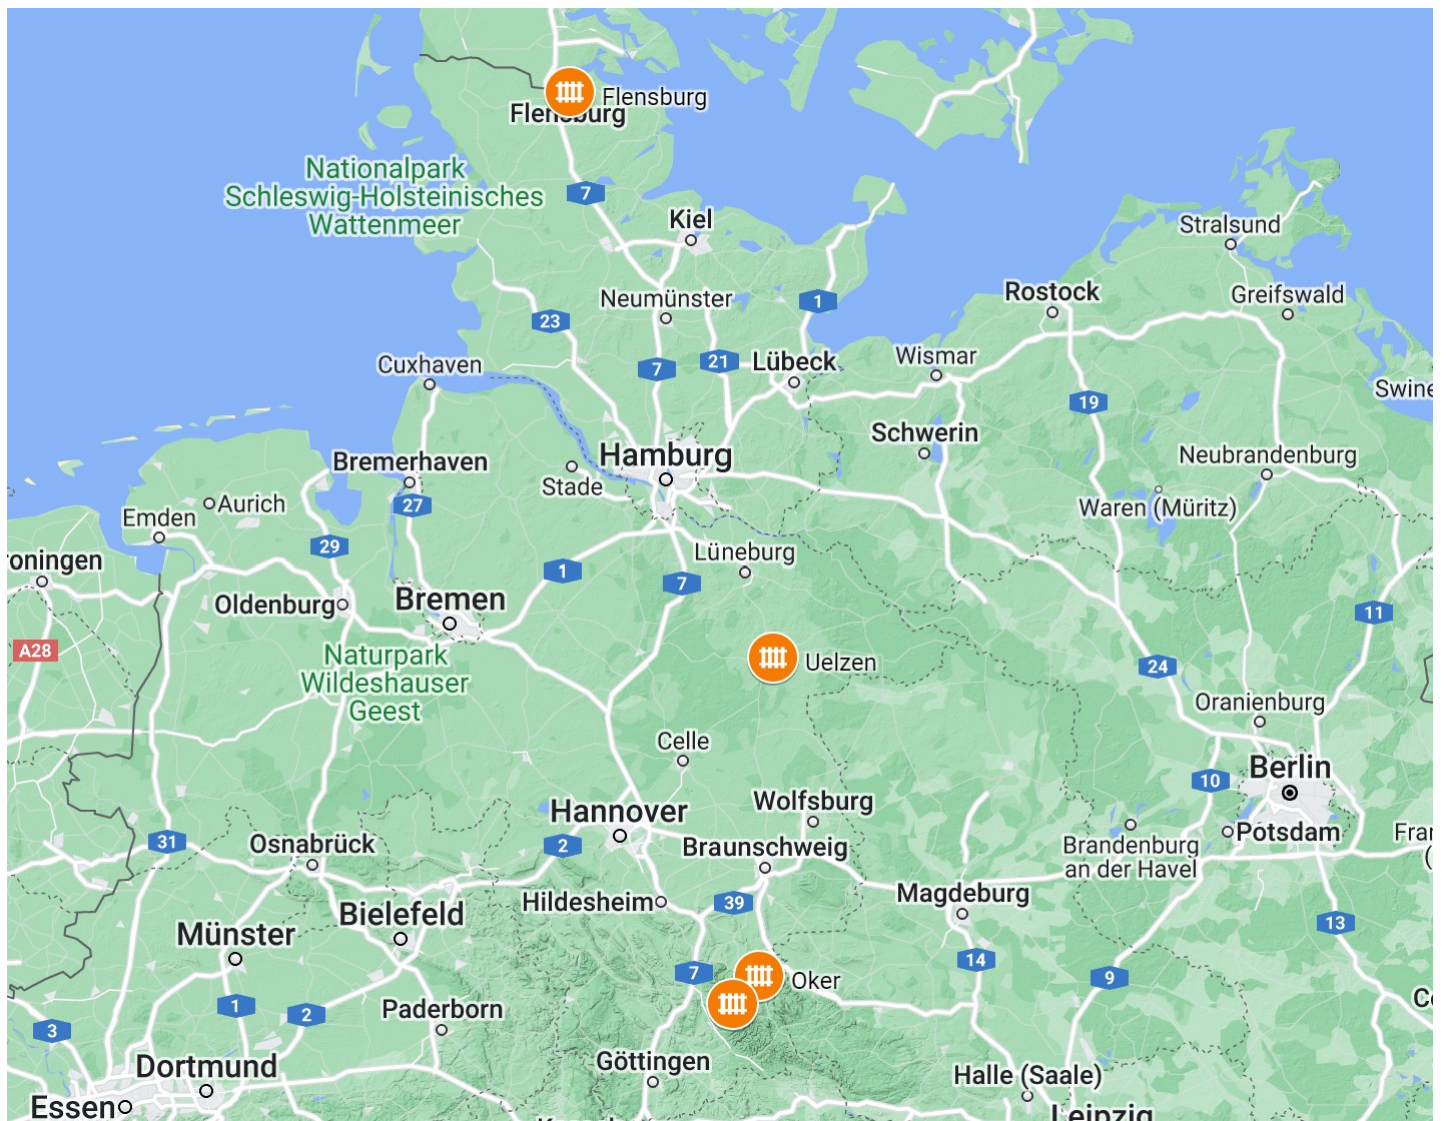 Flensburg
Flensburg
Nationalpark
Schleswig-Holsteinisches
Wattenmeer
7
Kiel
Stralsund
Neumünster
1
Rostock
Greifswald
23
Cuxhaven
7
21
Lübeck
Wismar
Swine
19
Schwerin
Hamburg
Bremerhaven
Neubrandenburg
Stade
Aurich
27
Waren (Müritz)
Emden
29
Lüneburg
roningen
1
7
Oldenburg
Bremen
11
A28
Naturpark
Wildeshauser
Geest
Uelzen
24
Oranienburg
Celle
Berlin
10
Hannover
Wolfsburg
31
Osnabrück
2
Braunschweig
Brandenburg
an der Havel
Potsdam
Fran
(
Hildesheim
39
Magdeburg
Bielefeld
Münster
13
7
Oker
14
9
Co
1
2
Paderborn
3
Göttingen
Dortmund
Halle (Saale)
Essen
Leipzig